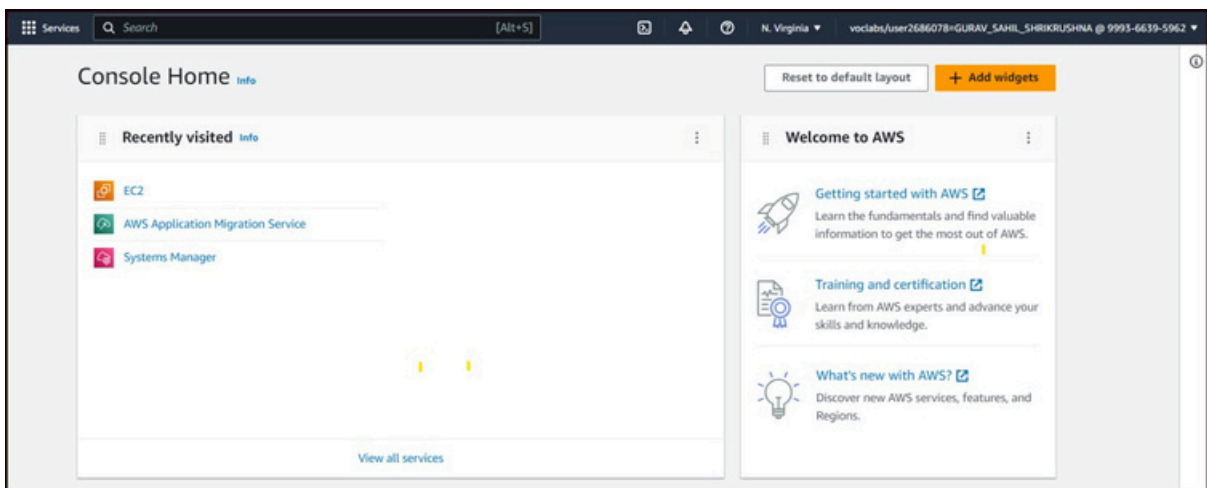 Services
Search
[Alt+S]
N. Virginia
voclabs/user2686078=GURAV_SAHIL_SHRIKRUSHNA @ 9993-6639-5962
Console Home Info
Reset to default layout
+ Add widgets
Recently visited Info
EC2
AWS Application Migration Service
Systems Manager
View all services
Welcome to AWS
Getting started with AWS
Learn the fundamentals and find valuable
information to get the most out of AWS.
Training and certification
Learn from AWS experts and advance your
skills and knowledge.
What's new with AWS?
Discover new AWS services, features, and
Regions.